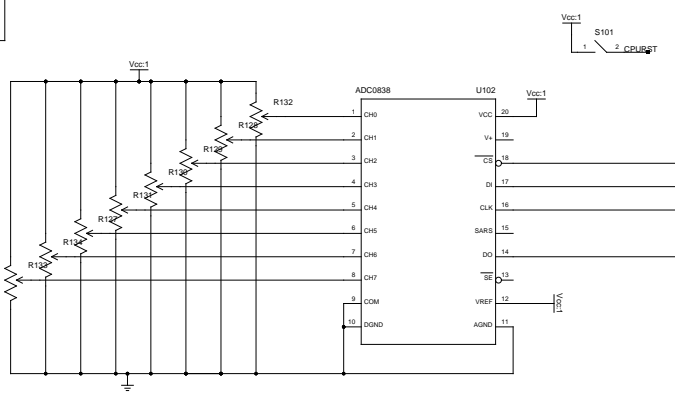 Vcc:1
S101
1 2 CPURST
Vcc:1
ADC0838 U102
Vcc:1
R132
1 CH0 VCC 20
R128
2 CH1 V+ 19
R129
3 CH2 CS 18
R130
4 CH3 DI 17
R131
5 CH4 CLK 16
R127
6 CH5 SARS 15
R134
7 CH6 DO 14
R133
8 CH7 SE 13
9 COM VREF 12
Vcc:1
10 DGND AGND 11